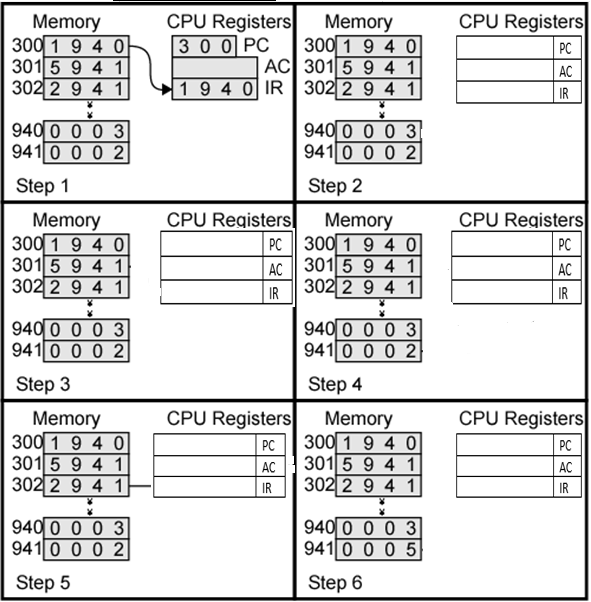 Memory CPU Registers
300 1 9 4 0 3 0 0 PC
301 5 9 4 1 AC
302 2 9 4 1 1 9 4 0 IR
940 0 0 0 3
941 0 0 0 2
Step 1
Memory CPU Registers
300 1 9 4 0 PC
301 5 9 4 1 AC
302 2 9 4 1 IR
940 0 0 0 3
941 0 0 0 2
Step 2
Memory CPU Registers
300 1 9 4 0 PC
301 5 9 4 1 AC
302 2 9 4 1 IR
940 0 0 0 3
941 0 0 0 2
Step 3
Memory CPU Registers
300 1 9 4 0 PC
301 5 9 4 1 AC
302 2 9 4 1 IR
940 0 0 0 3
941 0 0 0 2
Step 4
Memory CPU Registers
300 1 9 4 0 PC
301 5 9 4 1 AC
302 2 9 4 1 IR
940 0 0 0 3
941 0 0 0 2
Step 5
Memory CPU Registers
300 1 9 4 0 PC
301 5 9 4 1 AC
302 2 9 4 1 IR
940 0 0 0 3
941 0 0 0 5
Step 6